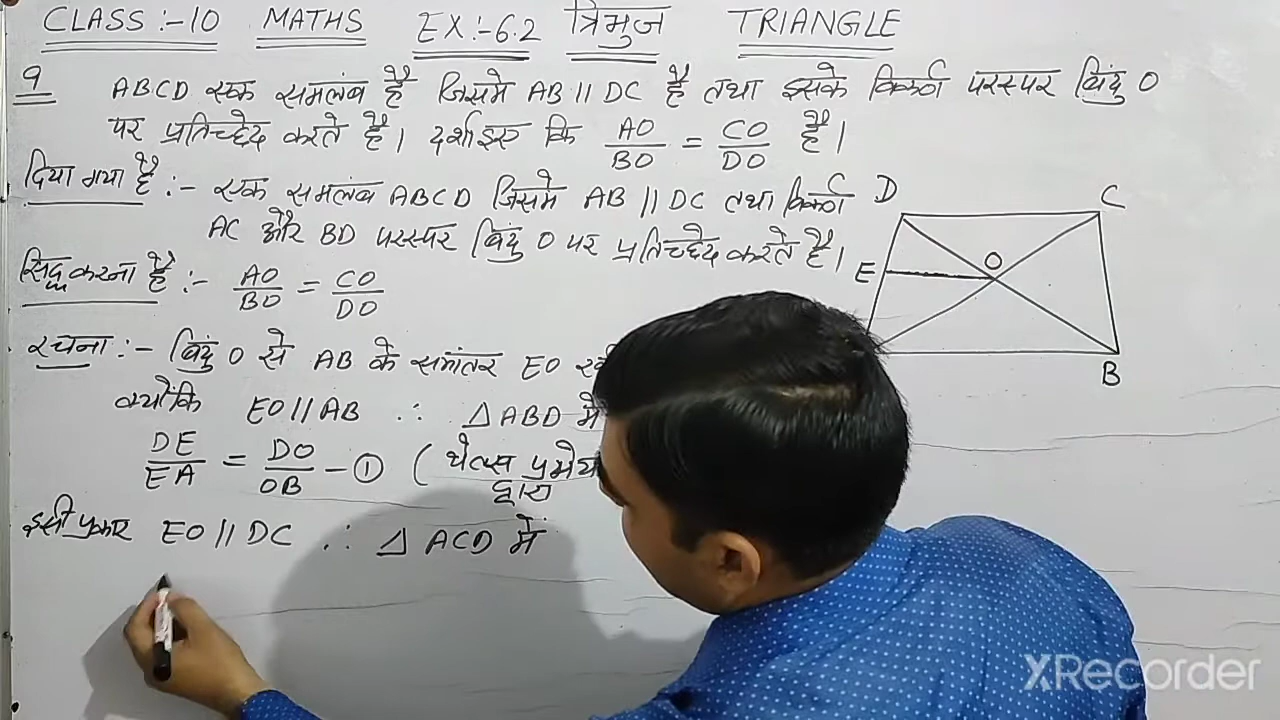 CLASS :- 10 MATHS EX :- 6.2 त्रिभुज TRIANGLE
9 ABCD एक समलंब है जिसमे AB || DC है तथा इसके विकर्ण परस्पर बिंदु O
पर प्रतिच्छेद करते है। दर्शाइए कि AO/BO = CO/DO है।
दिया गया है :- एक समलंब ABCD जिसमे AB || DC तथा विकर्ण
AC और BD परस्पर बिंदु O पर प्रतिच्छेद करते है।
सिद्ध करना है :- AO/BO = CO/DO
रचना :- बिंदु O से AB के समांतर EO
क्योंकि EO || AB ∴ △ ABD में
DE/EA = DO/OB - ① ( थेल्स प्रमेय द्वारा
इसी प्रकार EO || DC ∴ △ ACD में
D C
E O
B
XRecorder